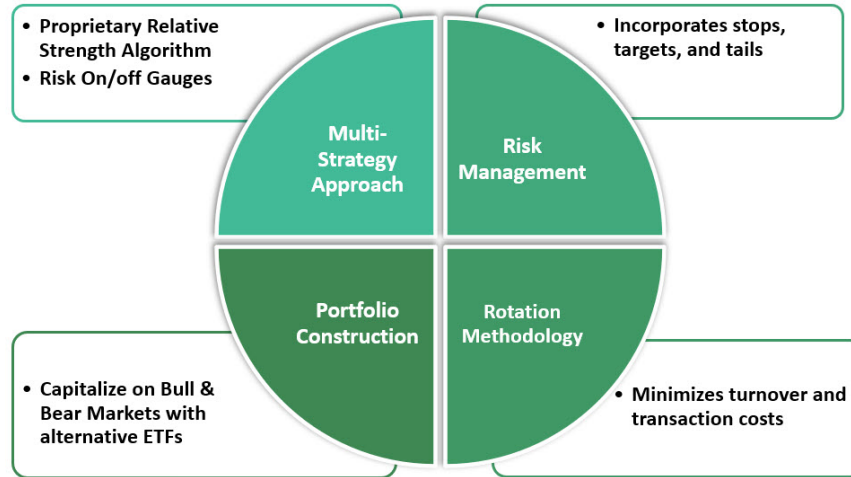 • Proprietary Relative
Strength Algorithm
• Risk On/off Gauges
• Incorporates stops,
targets, and tails
Multi-
Strategy
Approach
Risk
Management
Portfolio
Construction
Rotation
Methodology
• Capitalize on Bull &
Bear Markets with
alternative ETFs
• Minimizes turnover and
transaction costs